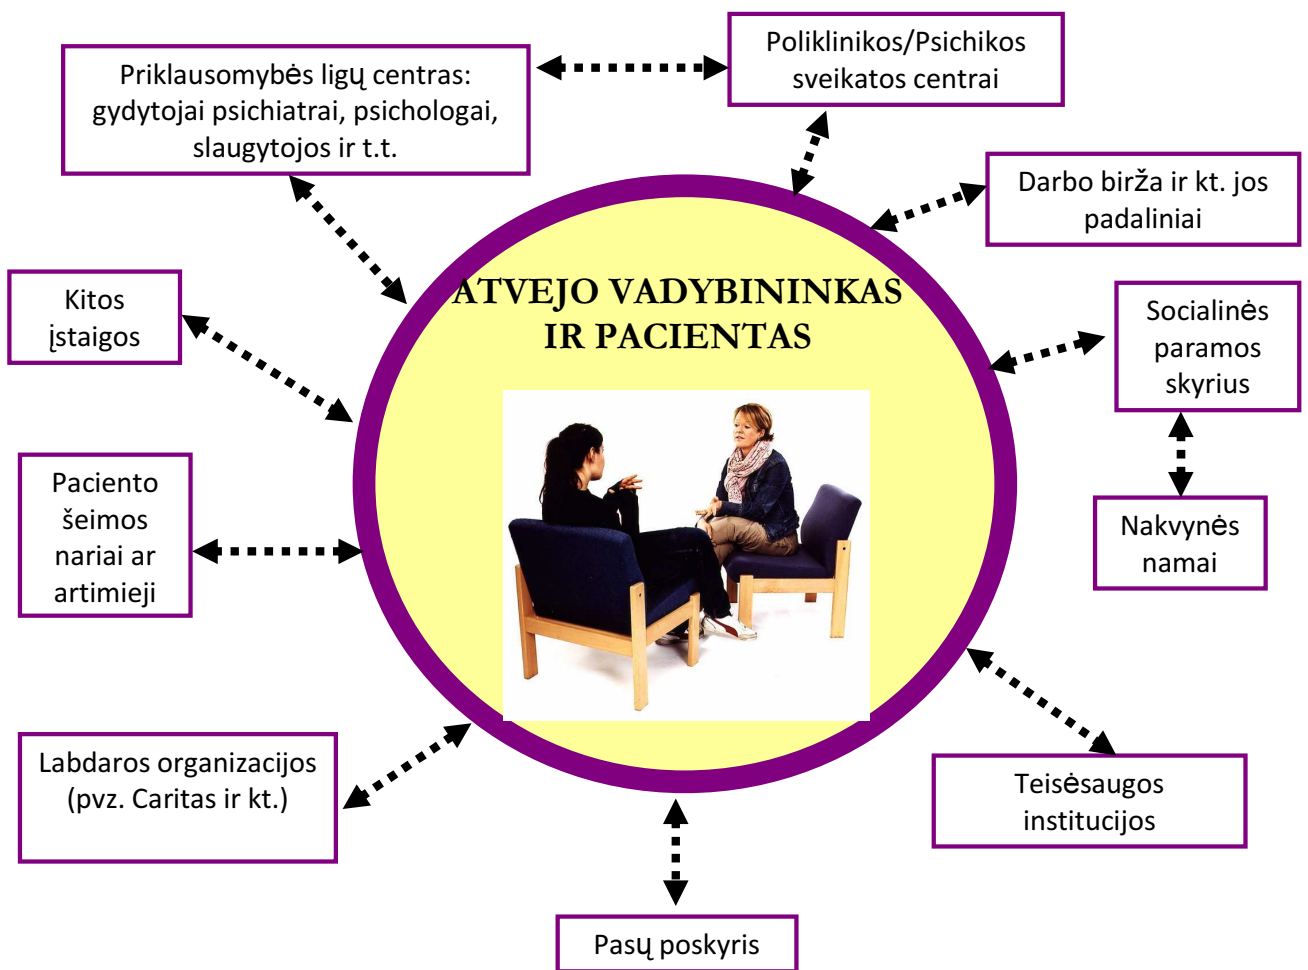 Priklausomybės ligų centras:
gydytojai psichiatrai, psichologai,
slaugytojos ir t.t.
Poliklinikos/Psichikos
sveikatos centrai
Darbo birža ir kt. jos
padaliniai
ATVEJO VADYBININKAS
IR PACIENTAS
Kitos
įstaigos
Socialinės
paramos
skyrius
Paciento
šeimos
nariai ar
artimieji
Nakvynės
namai
Labdaros organizacijos
(pvz. Caritas ir kt.)
Teisėsaugos
institucijos
Pasų poskyris